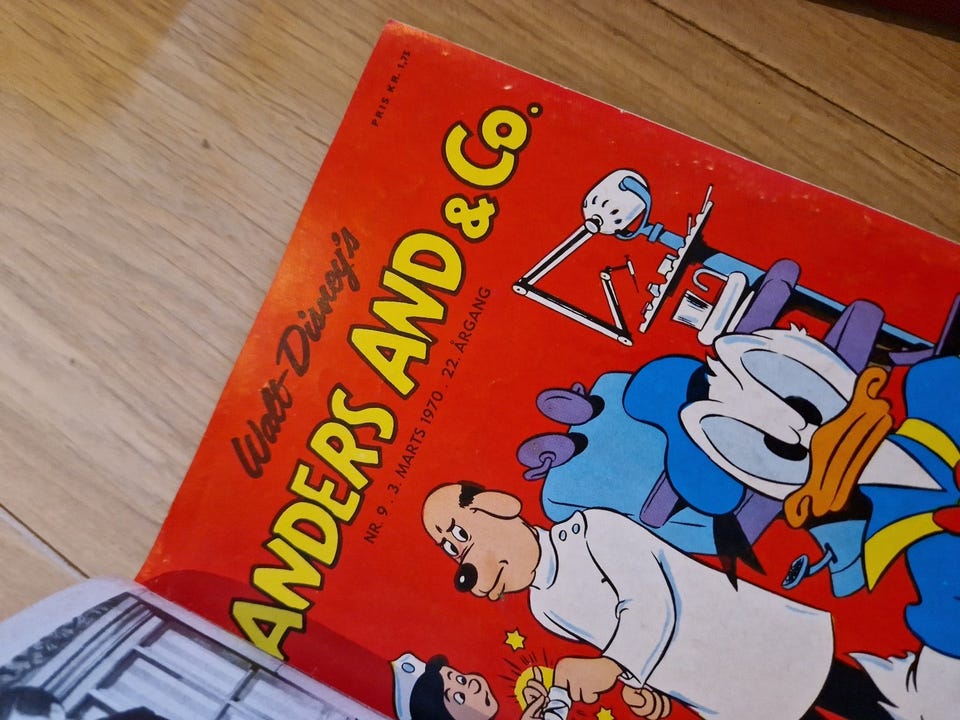 PRIS KR. 1,75
Walt Disney's
ANDERS AND & Co.
NR. 9 . 3. MARTS 1970 . 22. ÅRGANG